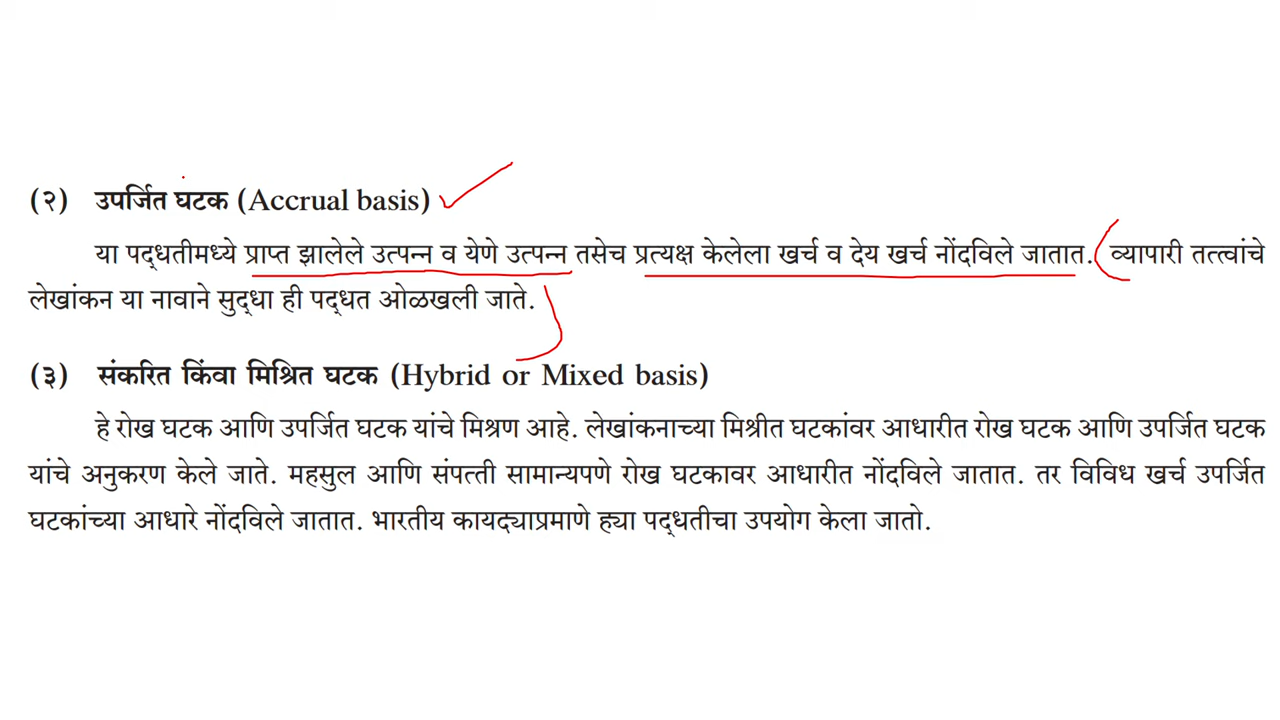 (२) उपर्जित घटक (Accrual basis)
या पद्धतीमध्ये प्राप्त झालेले उत्पन्न व येणे उत्पन्न तसेच प्रत्यक्ष केलेला खर्च व देय खर्च नोंदविले जातात. व्यापारी तत्त्वांचे
लेखांकन या नावाने सुद्धा ही पद्धत ओळखली जाते.
(३) संकरित किंवा मिश्रित घटक (Hybrid or Mixed basis)
हे रोख घटक आणि उपर्जित घटक यांचे मिश्रण आहे. लेखांकनाच्या मिश्रीत घटकांवर आधारीत रोख घटक आणि उपर्जित घटक
यांचे अनुकरण केले जाते. महसुल आणि संपत्ती सामान्यपणे रोख घटकावर आधारीत नोंदविले जातात. तर विविध खर्च उपर्जित
घटकांच्या आधारे नोंदविले जातात. भारतीय कायद्याप्रमाणे ह्या पद्धतीचा उपयोग केला जातो.